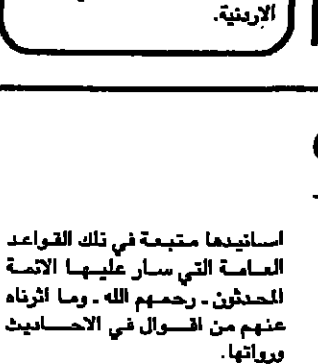 الإردنية.
اسانيدها متبعة في تلك القواعد
العامة التي سار عليها الائمة
المحدثون ـ رحمهم الله ـ وما اثرناه
عنهم من اقوال في الاحاديث
ورواتها.